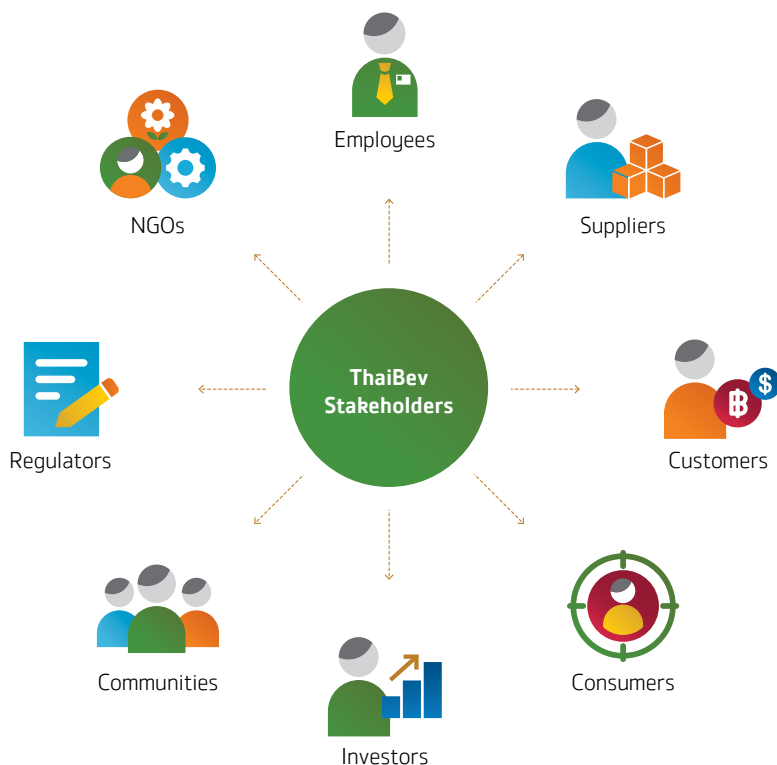 Employees
NGOs
Suppliers
ThaiBev
Stakeholders
฿
$
Regulators
Customers
Communities
Consumers
Investors